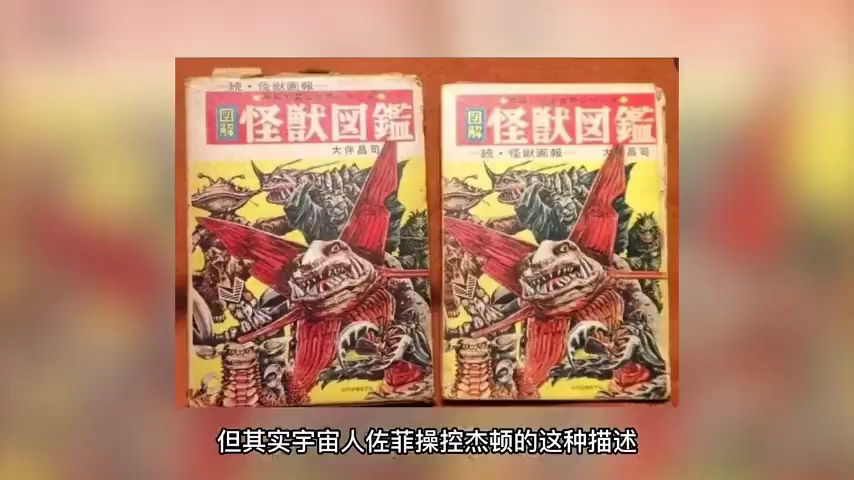 続・怪獣画報
図解
怪獣図鑑
大伴昌司
図解
怪獣図鑑
続・怪獣画報
大伴昌司
但其实宇宙人佐菲操控杰顿的这种描述